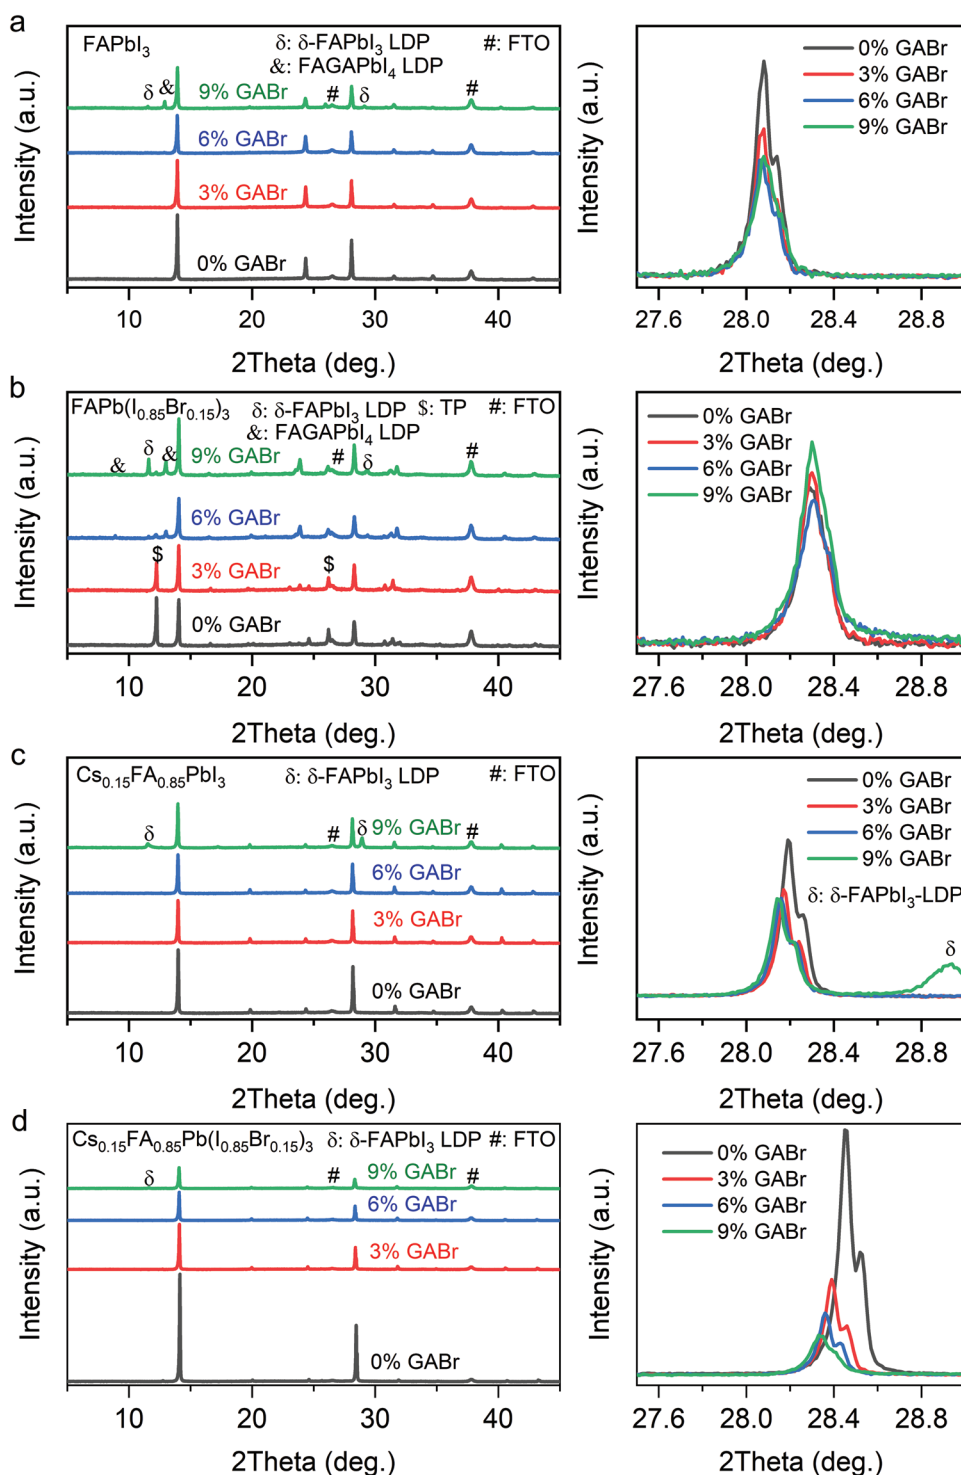 a
FAPbI3
δ: δ-FAPbI3 LDP
#: FTO
&: FAGAPbI4 LDP
δ
&
9% GABr
#
δ
#
6% GABr
3% GABr
0% GABr
Intensity (a.u.)
10
20
30
40
2Theta (deg.)
0% GABr
3% GABr
6% GABr
9% GABr
Intensity (a.u.)
27.6
28.0
28.4
28.8
2Theta (deg.)
b
FAPb(I0.85Br0.15)3
δ: δ-FAPbI3 LDP
$: TP
#: FTO
&: FAGAPbI4 LDP
&
δ
&
9% GABr
#
δ
#
6% GABr
$
3% GABr
$
0% GABr
Intensity (a.u.)
10
20
30
40
2Theta (deg.)
0% GABr
3% GABr
6% GABr
9% GABr
Intensity (a.u.)
27.6
28.0
28.4
28.8
2Theta (deg.)
c
Cs0.15FA0.85PbI3
δ: δ-FAPbI3 LDP
#: FTO
δ
#
δ
9% GABr
#
6% GABr
3% GABr
0% GABr
Intensity (a.u.)
10
20
30
40
2Theta (deg.)
0% GABr
3% GABr
6% GABr
9% GABr
δ: δ-FAPbI3-LDP
δ
Intensity (a.u.)
27.6
28.0
28.4
28.8
2Theta (deg.)
d
Cs0.15FA0.85Pb(I0.85Br0.15)3
δ: δ-FAPbI3 LDP
#: FTO
δ
9% GABr
#
#
6% GABr
3% GABr
0% GABr
Intensity (a.u.)
10
20
30
40
2Theta (deg.)
0% GABr
3% GABr
6% GABr
9% GABr
Intensity (a.u.)
27.6
28.0
28.4
28.8
2Theta (deg.)